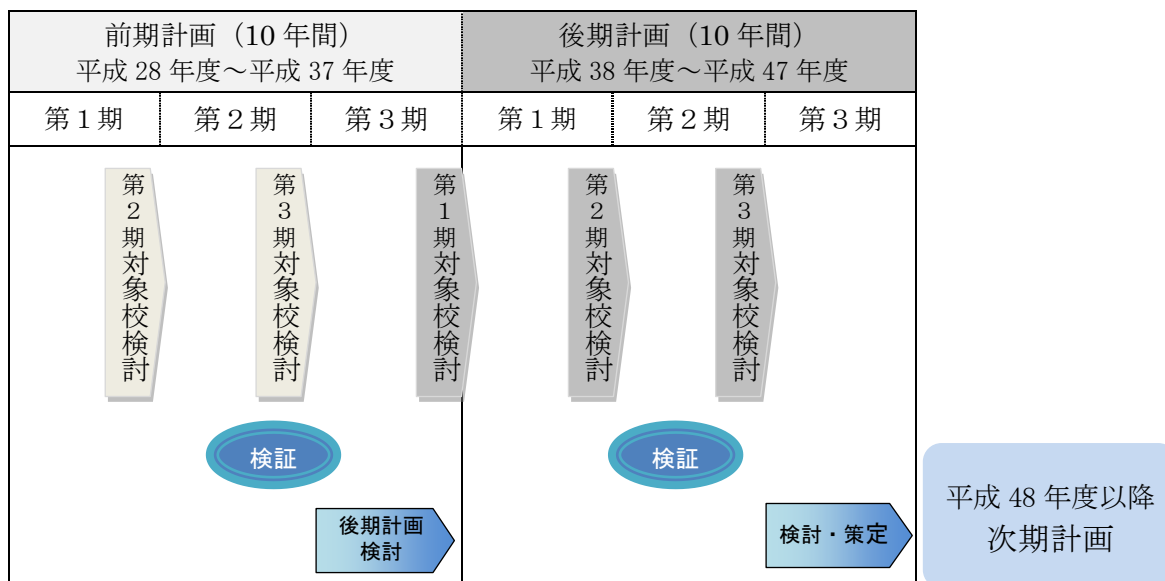 前期計画（10 年間）
平成 28 年度～平成 37 年度
後期計画（10 年間）
平成 38 年度～平成 47 年度
第１期
第２期
第３期
第１期
第２期
第３期
第２期対象校検討
第３期対象校検討
第１期対象校検討
第２期対象校検討
第３期対象校検討
検証
検証
後期計画
検討
検討・策定
平成 48 年度以降
次期計画